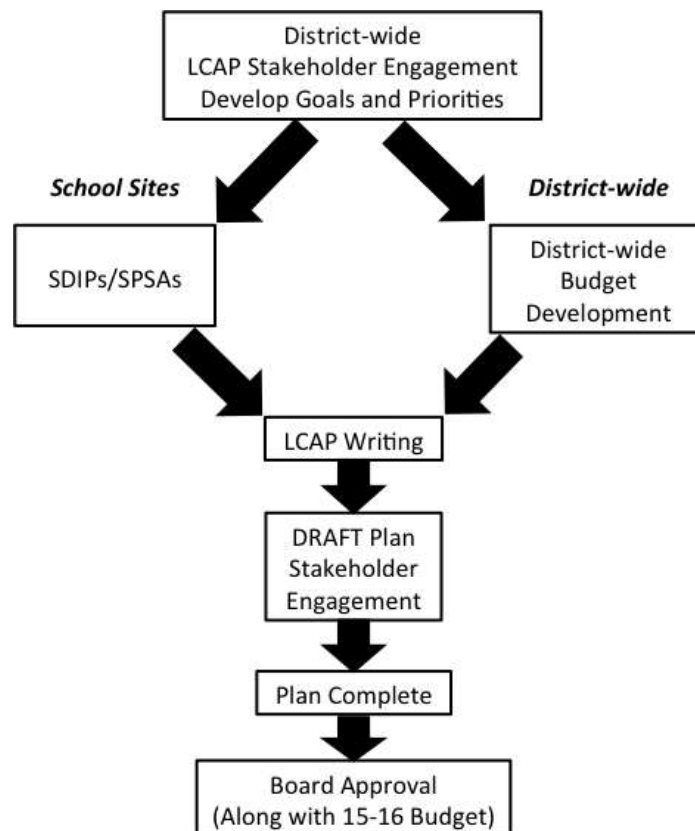 District-wide
LCAP Stakeholder Engagement
Develop Goals and Priorities
School Sites
District-wide
SDIPs/SPSAs
District-wide
Budget
Development
LCAP Writing
DRAFT Plan
Stakeholder
Engagement
Plan Complete
Board Approval
(Along with 15-16 Budget)